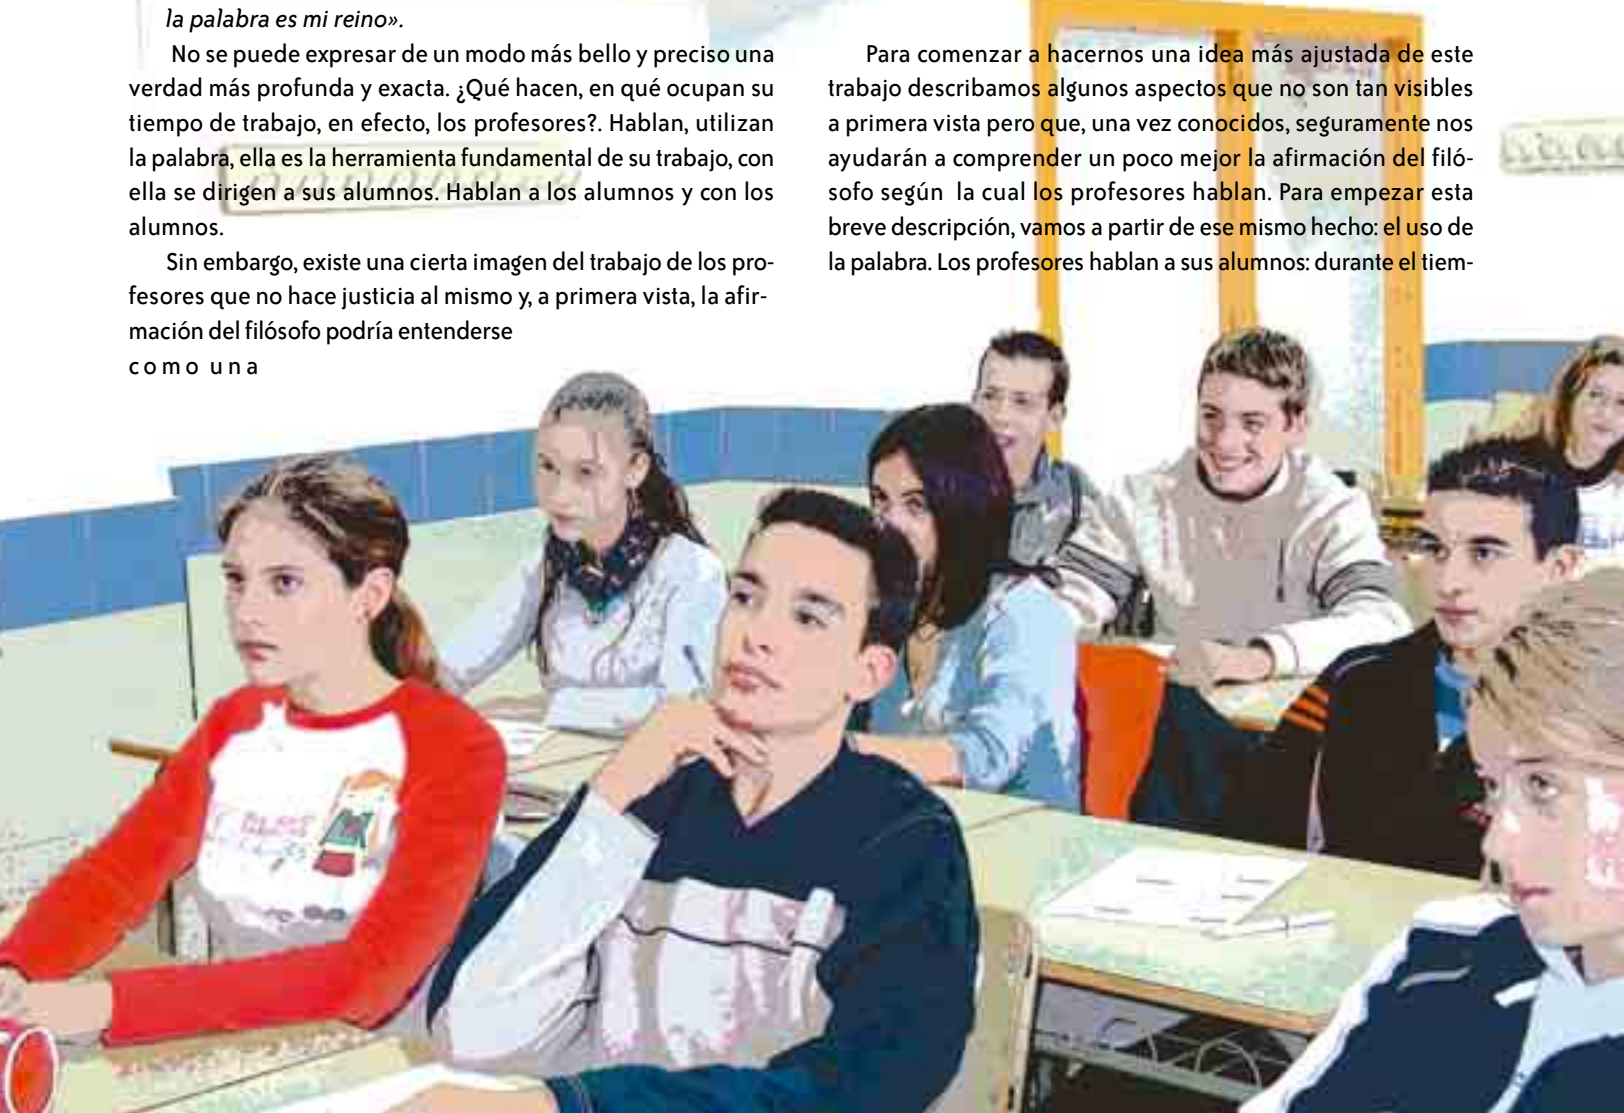 la palabra es mi reino».
No se puede expresar de un modo más bello y preciso una
verdad más profunda y exacta. ¿Qué hacen, en qué ocupan su
tiempo de trabajo, en efecto, los profesores?. Hablan, utilizan
la palabra, ella es la herramienta fundamental de su trabajo, con
ella se dirigen a sus alumnos. Hablan a los alumnos y con los
alumnos.
Sin embargo, existe una cierta imagen del trabajo de los pro-
fesores que no hace justicia al mismo y, a primera vista, la afir-
mación del filósofo podría entenderse
como una
Para comenzar a hacernos una idea más ajustada de este
trabajo describamos algunos aspectos que no son tan visibles
a primera vista pero que, una vez conocidos, seguramente nos
ayudarán a comprender un poco mejor la afirmación del filó-
sofo según la cual los profesores hablan. Para empezar esta
breve descripción, vamos a partir de ese mismo hecho: el uso de
la palabra. Los profesores hablan a sus alumnos: durante el tiem-